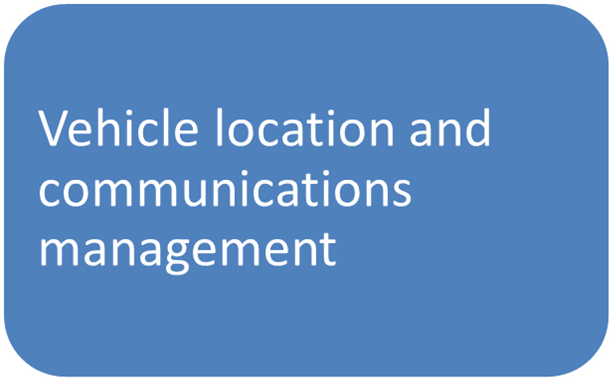 Vehicle location and
communications
management